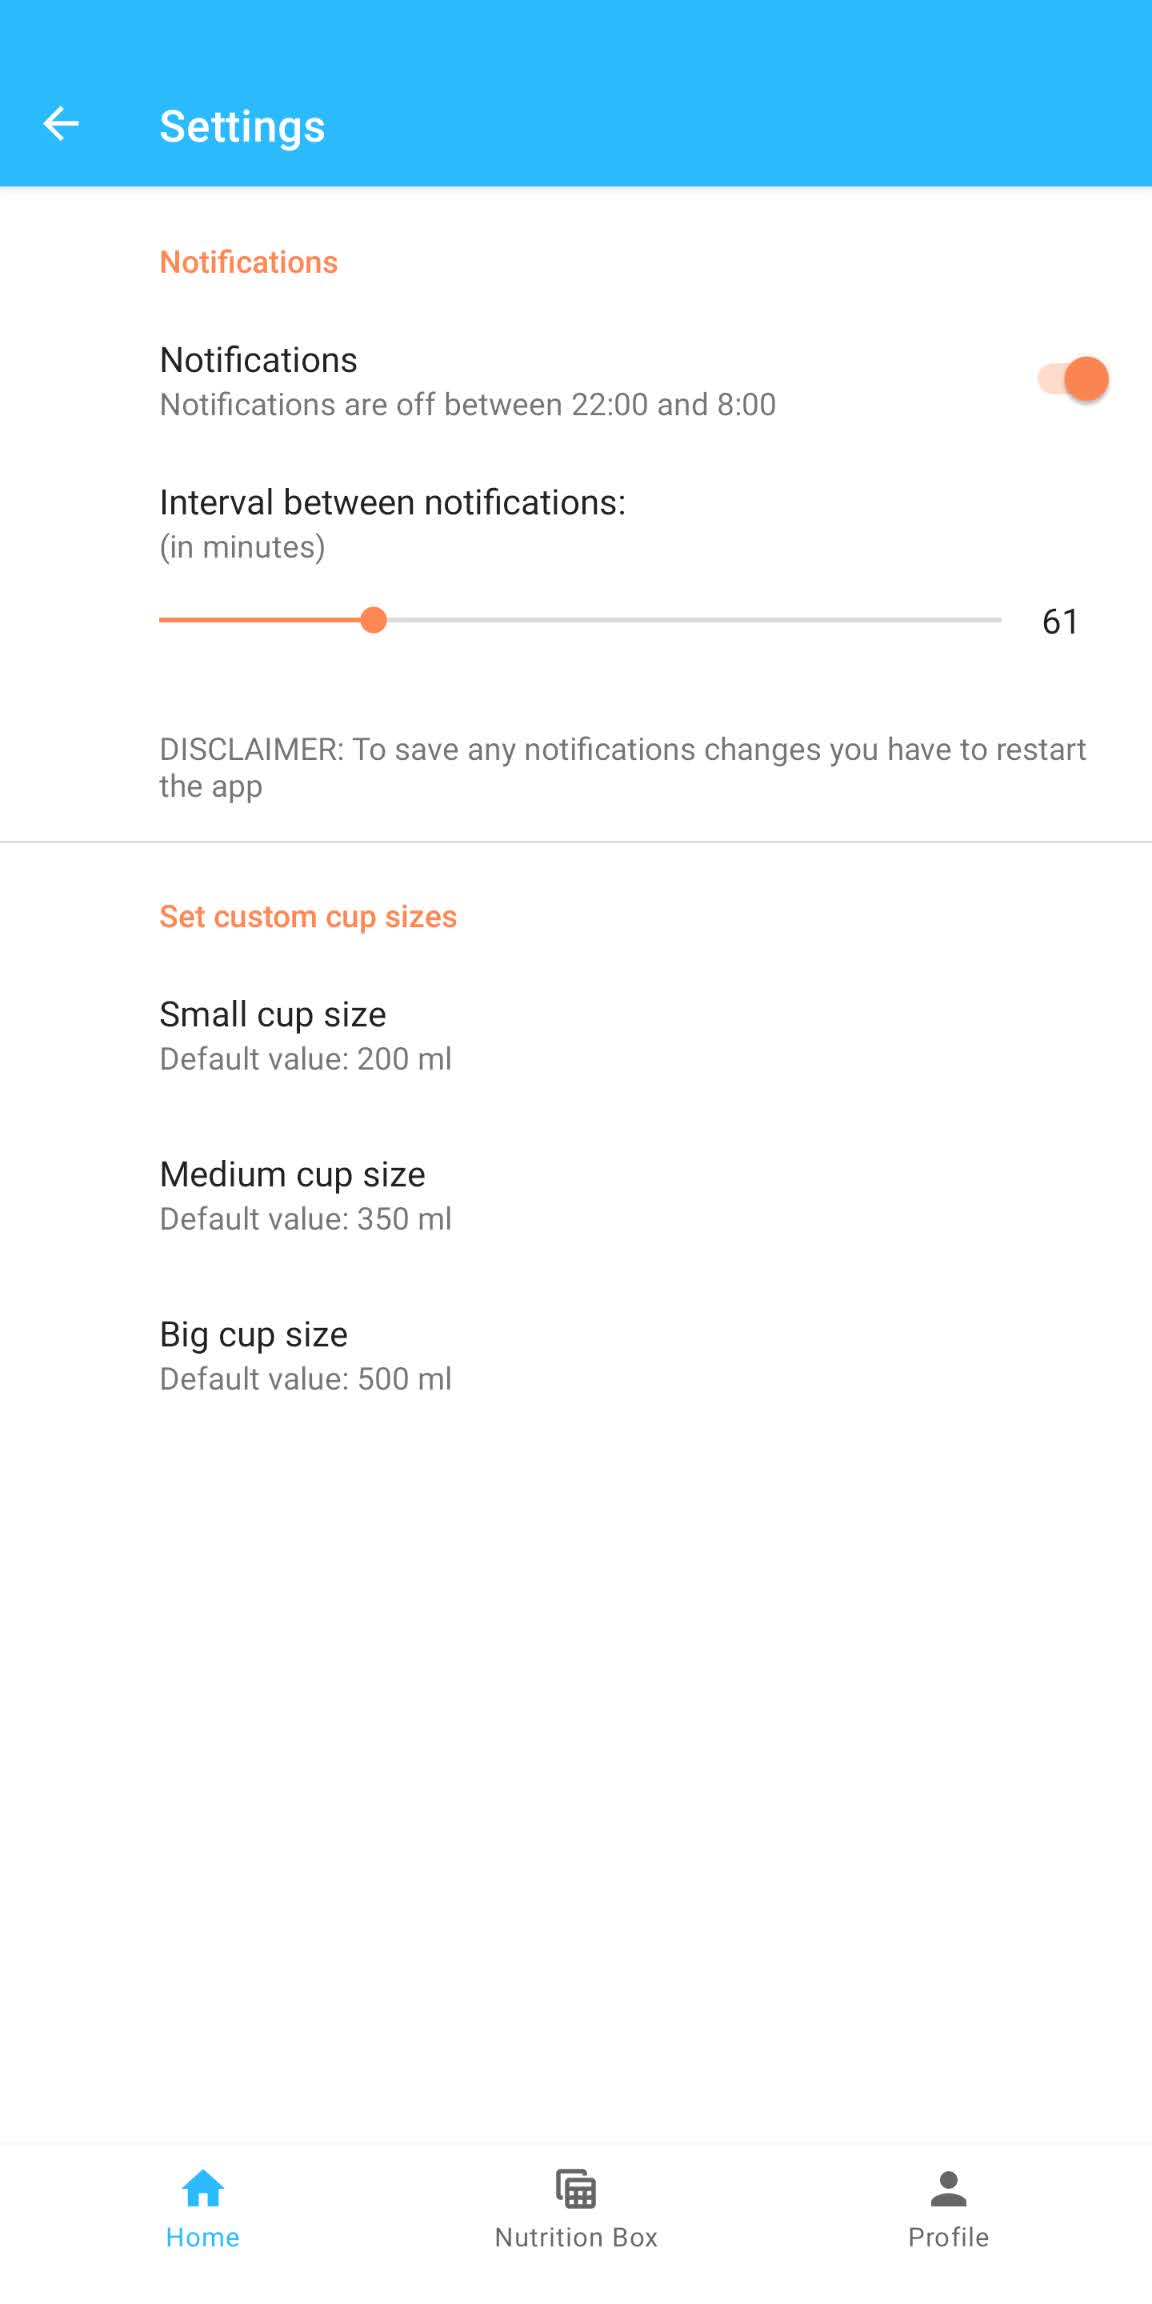 Settings
Notifications
Notifications
Notifications are off between 22:00 and 8:00
Interval between notifications:
(in minutes)
61
DISCLAIMER: To save any notifications changes you have to restart
the app
Set custom cup sizes
Small cup size
Default value: 200 ml
Medium cup size
Default value: 350 ml
Big cup size
Default value: 500 ml
Home
Nutrition Box
Profile